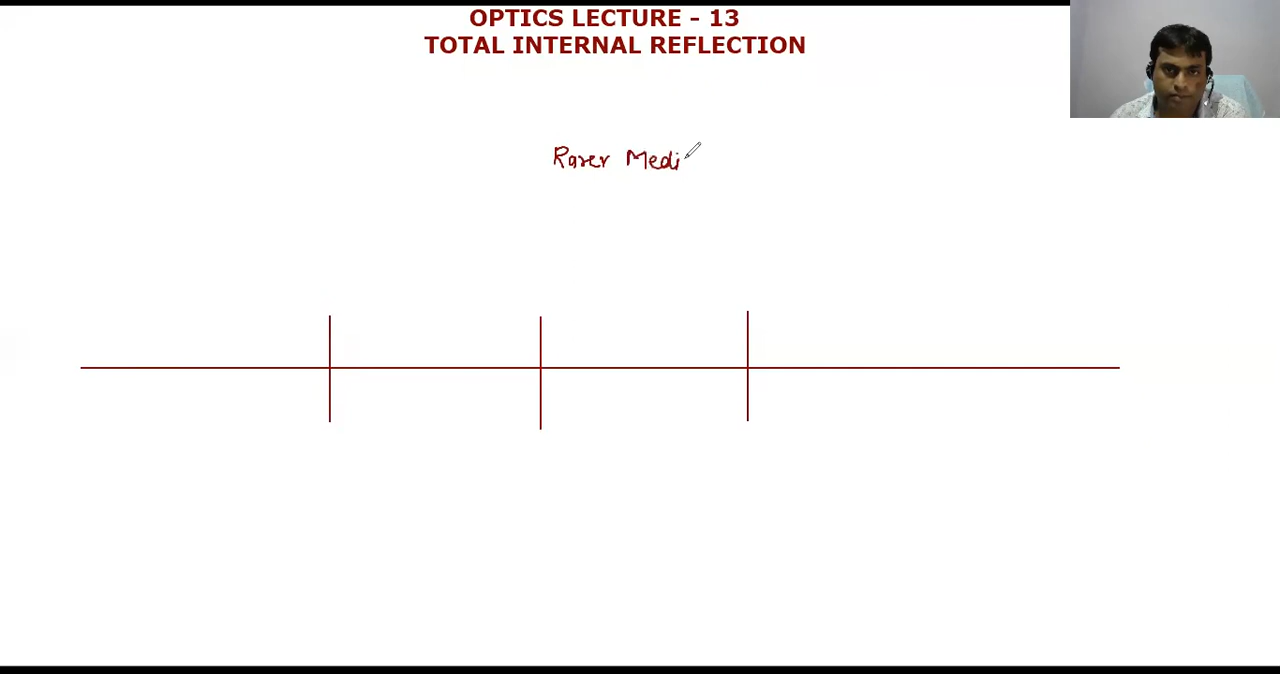 OPTICS LECTURE - 13
TOTAL INTERNAL REFLECTION
Rarer Medi